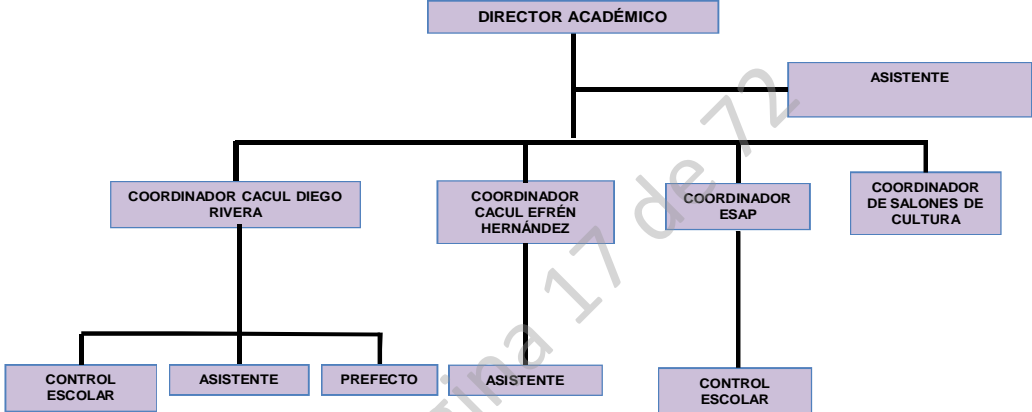 DIRECTOR ACADÉMICO
ASISTENTE
COORDINADOR CACUL DIEGO
RIVERA
COORDINADOR
CACUL EFRÉN
HERNÁNDEZ
COORDINADOR
ESAP
COORDINADOR
DE SALONES DE
CULTURA
CONTROL
ESCOLAR
ASISTENTE
PREFECTO
ASISTENTE
CONTROL
ESCOLAR
gina 17 de 72